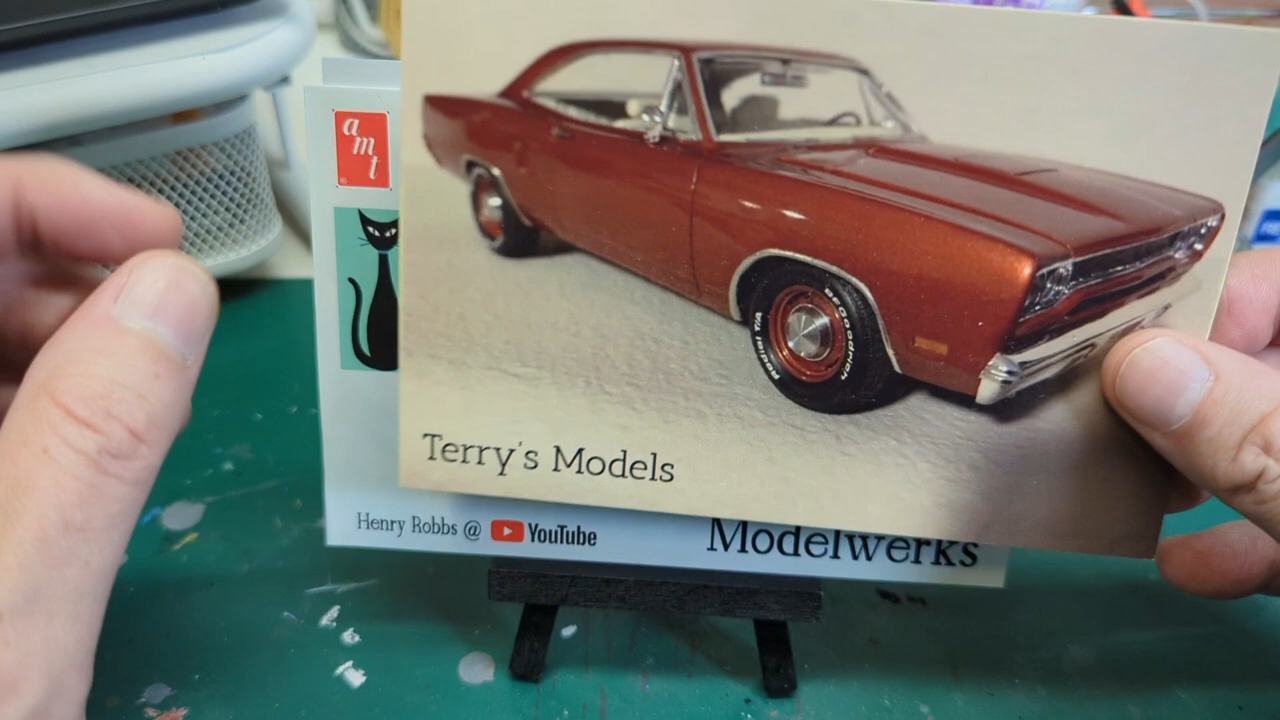 amt
BFGoodrich
Radial T/A
Terry's Models
Henry Robbs @ YouTube
Modelwerks